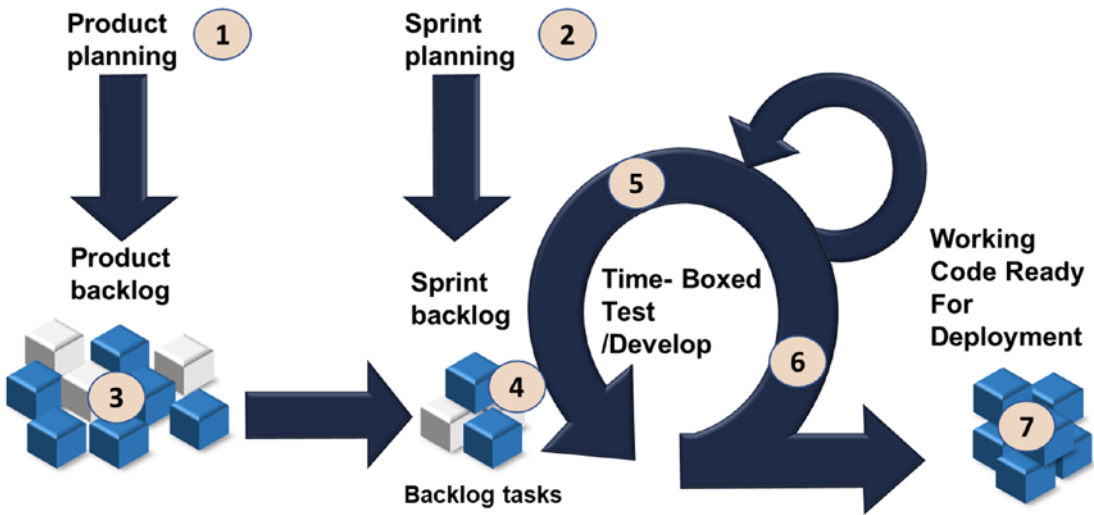 Product
planning
1
Sprint
planning
2
Product
backlog
Sprint
backlog
3
4
Backlog tasks
5
Time- Boxed
Test
/Develop
6
Working
Code Ready
For
Deployment
7